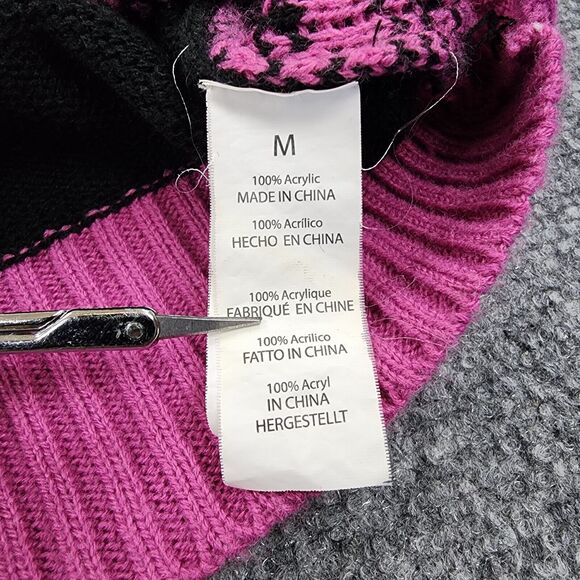 M
100% Acrylic
MADE IN CHINA
100% Acrílico
HECHO EN CHINA
100% Acrylique
FABRIQUÉ EN CHINE
100% Acrilico
FATTO IN CHINA
100% Acryl
IN CHINA
HERGESTELLT